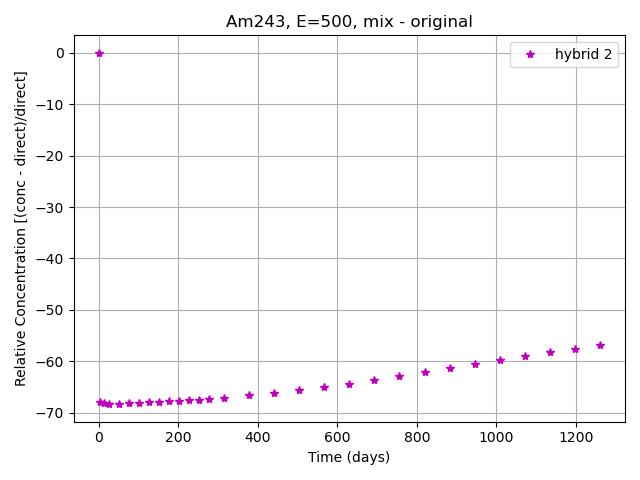 Am243, E=500, mix - original
hybrid 2
Relative Concentration [(conc - direct)/direct]
0
−10
−20
−30
−40
−50
−60
−70
0 200 400 600 800 1000 1200
Time (days)